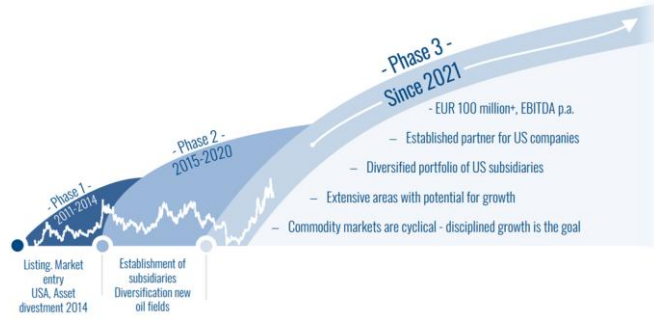 - Phase 1 -
2011-2014
- Phase 2 -
2015-2020
- Phase 3 -
Since 2021
- EUR 100 million+, EBITDA p.a.
– Established partner for US companies
– Diversified portfolio of US subsidiaries
– Extensive areas with potential for growth
– Commodity markets are cyclical - disciplined growth is the goal
Listing. Market
entry
USA, Asset
divestment 2014
Establishment of
subsidiaries
Diversification new
oil fields